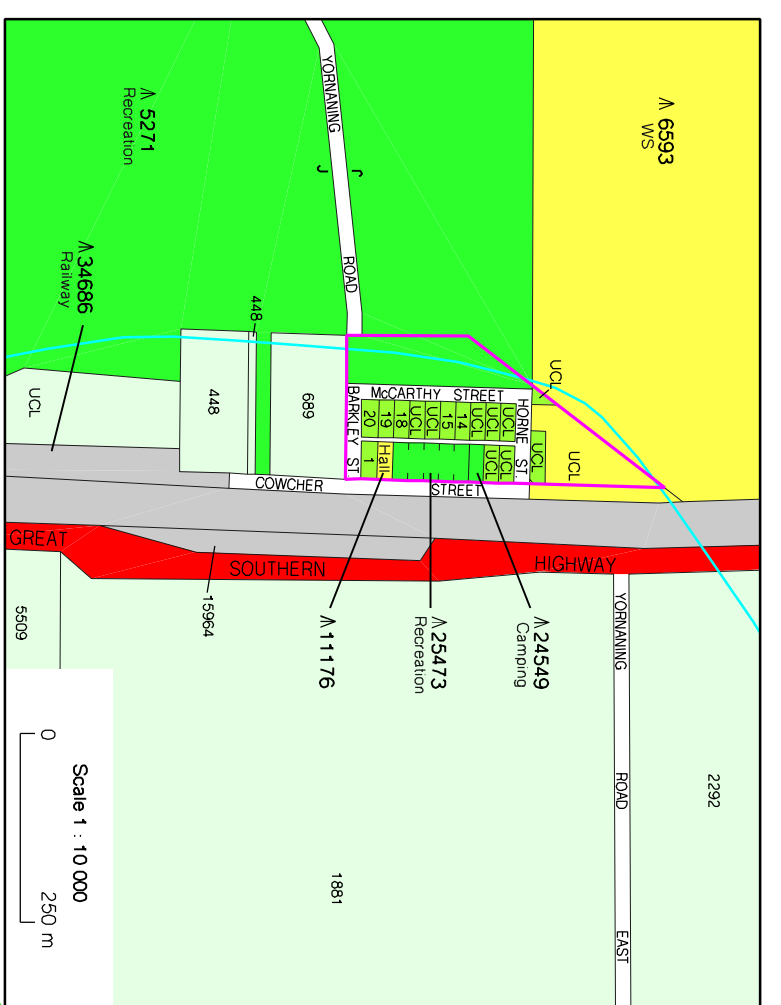 6593
WS
5271
Recreation
34686
Railway
YORNANING
ROAD
448
448
689
UCL
UCL
UCL
UCL
McCARTHY STREET
HORNE ST.
BARKLEY ST
20
19
18
UCL
UCL
15
14
UCL
UCL
UCL
1
Hall
UCL
UCL
COWCHER
STREET
GREAT
SOUTHERN
HIGHWAY
15964
11176
25473
Recreation
24549
Camping
5509
YORNANING
ROAD
EAST
2292
1881
Scale 1 : 10 000
0
250 m